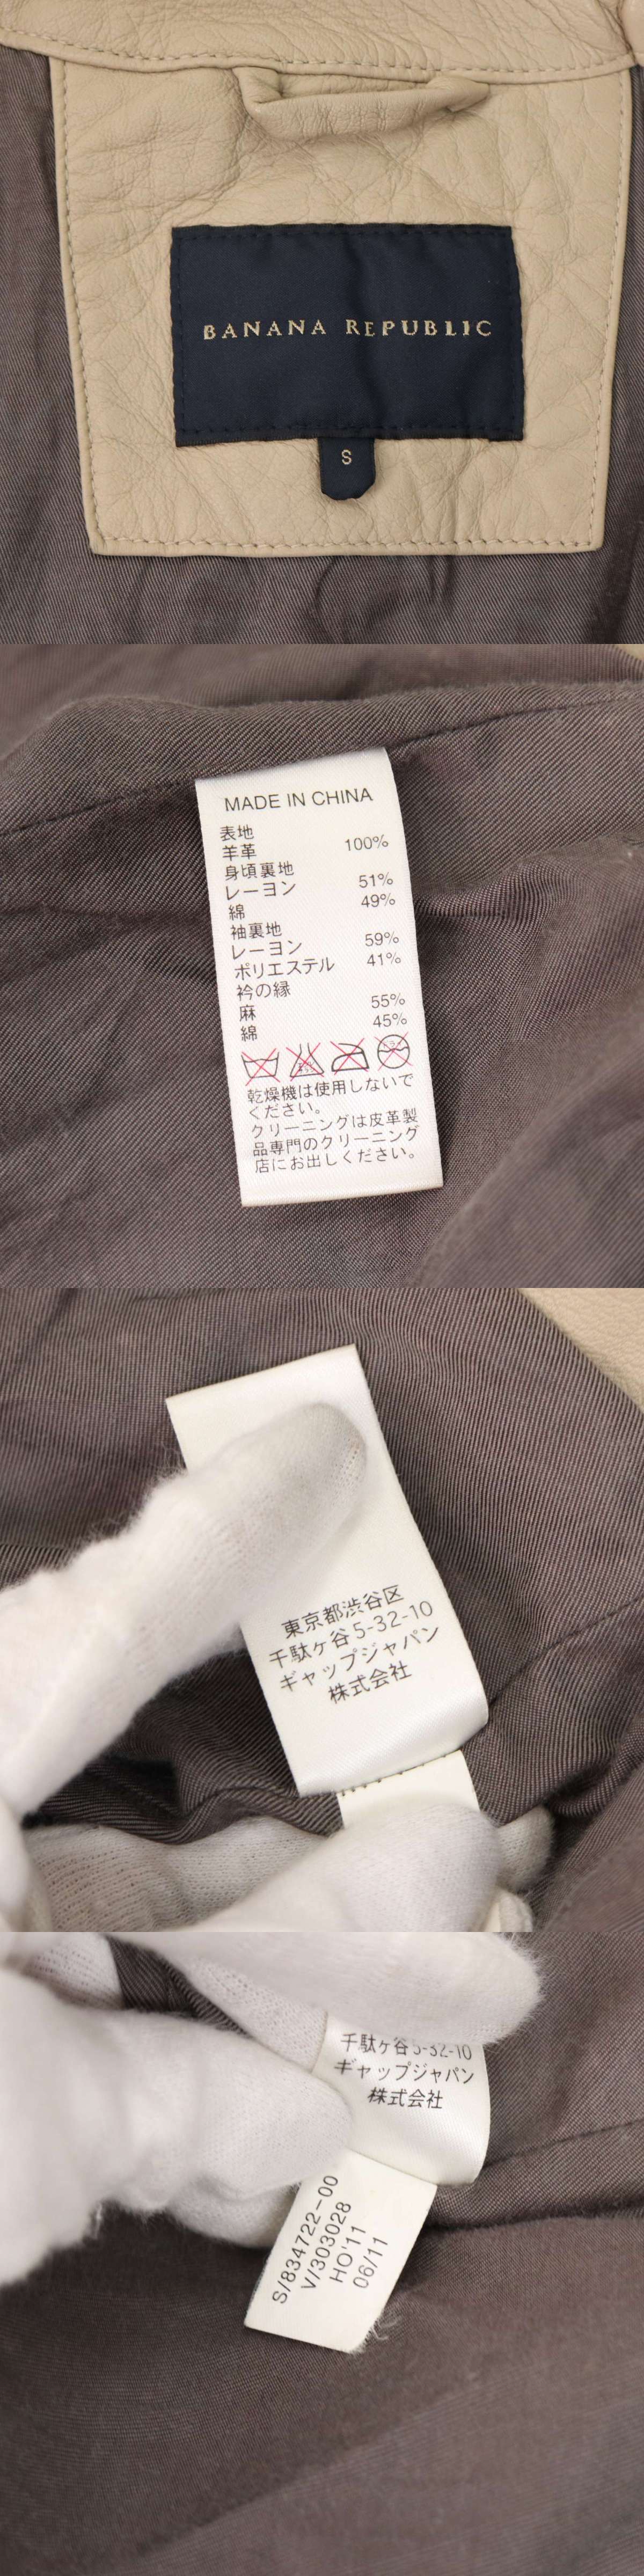 BANANA REPUBLIC
S
MADE IN CHINA
表地
羊革 100%
身頃裏地
レーヨン 51%
綿 49%
袖裏地
レーヨン 59%
ポリエステル 41%
衿の縁
麻 55%
綿 45%
乾燥機は使用しないで
ください。
クリーニングは皮革製
品専門のクリーニング
店にお出しください。
東京都渋谷区
千駄ヶ谷5-32-10
ギャップジャパン
株式会社
千駄ヶ谷5-32-10
ギャップジャパン
株式会社
S/834722-00
V/303028
HO'11
06/11